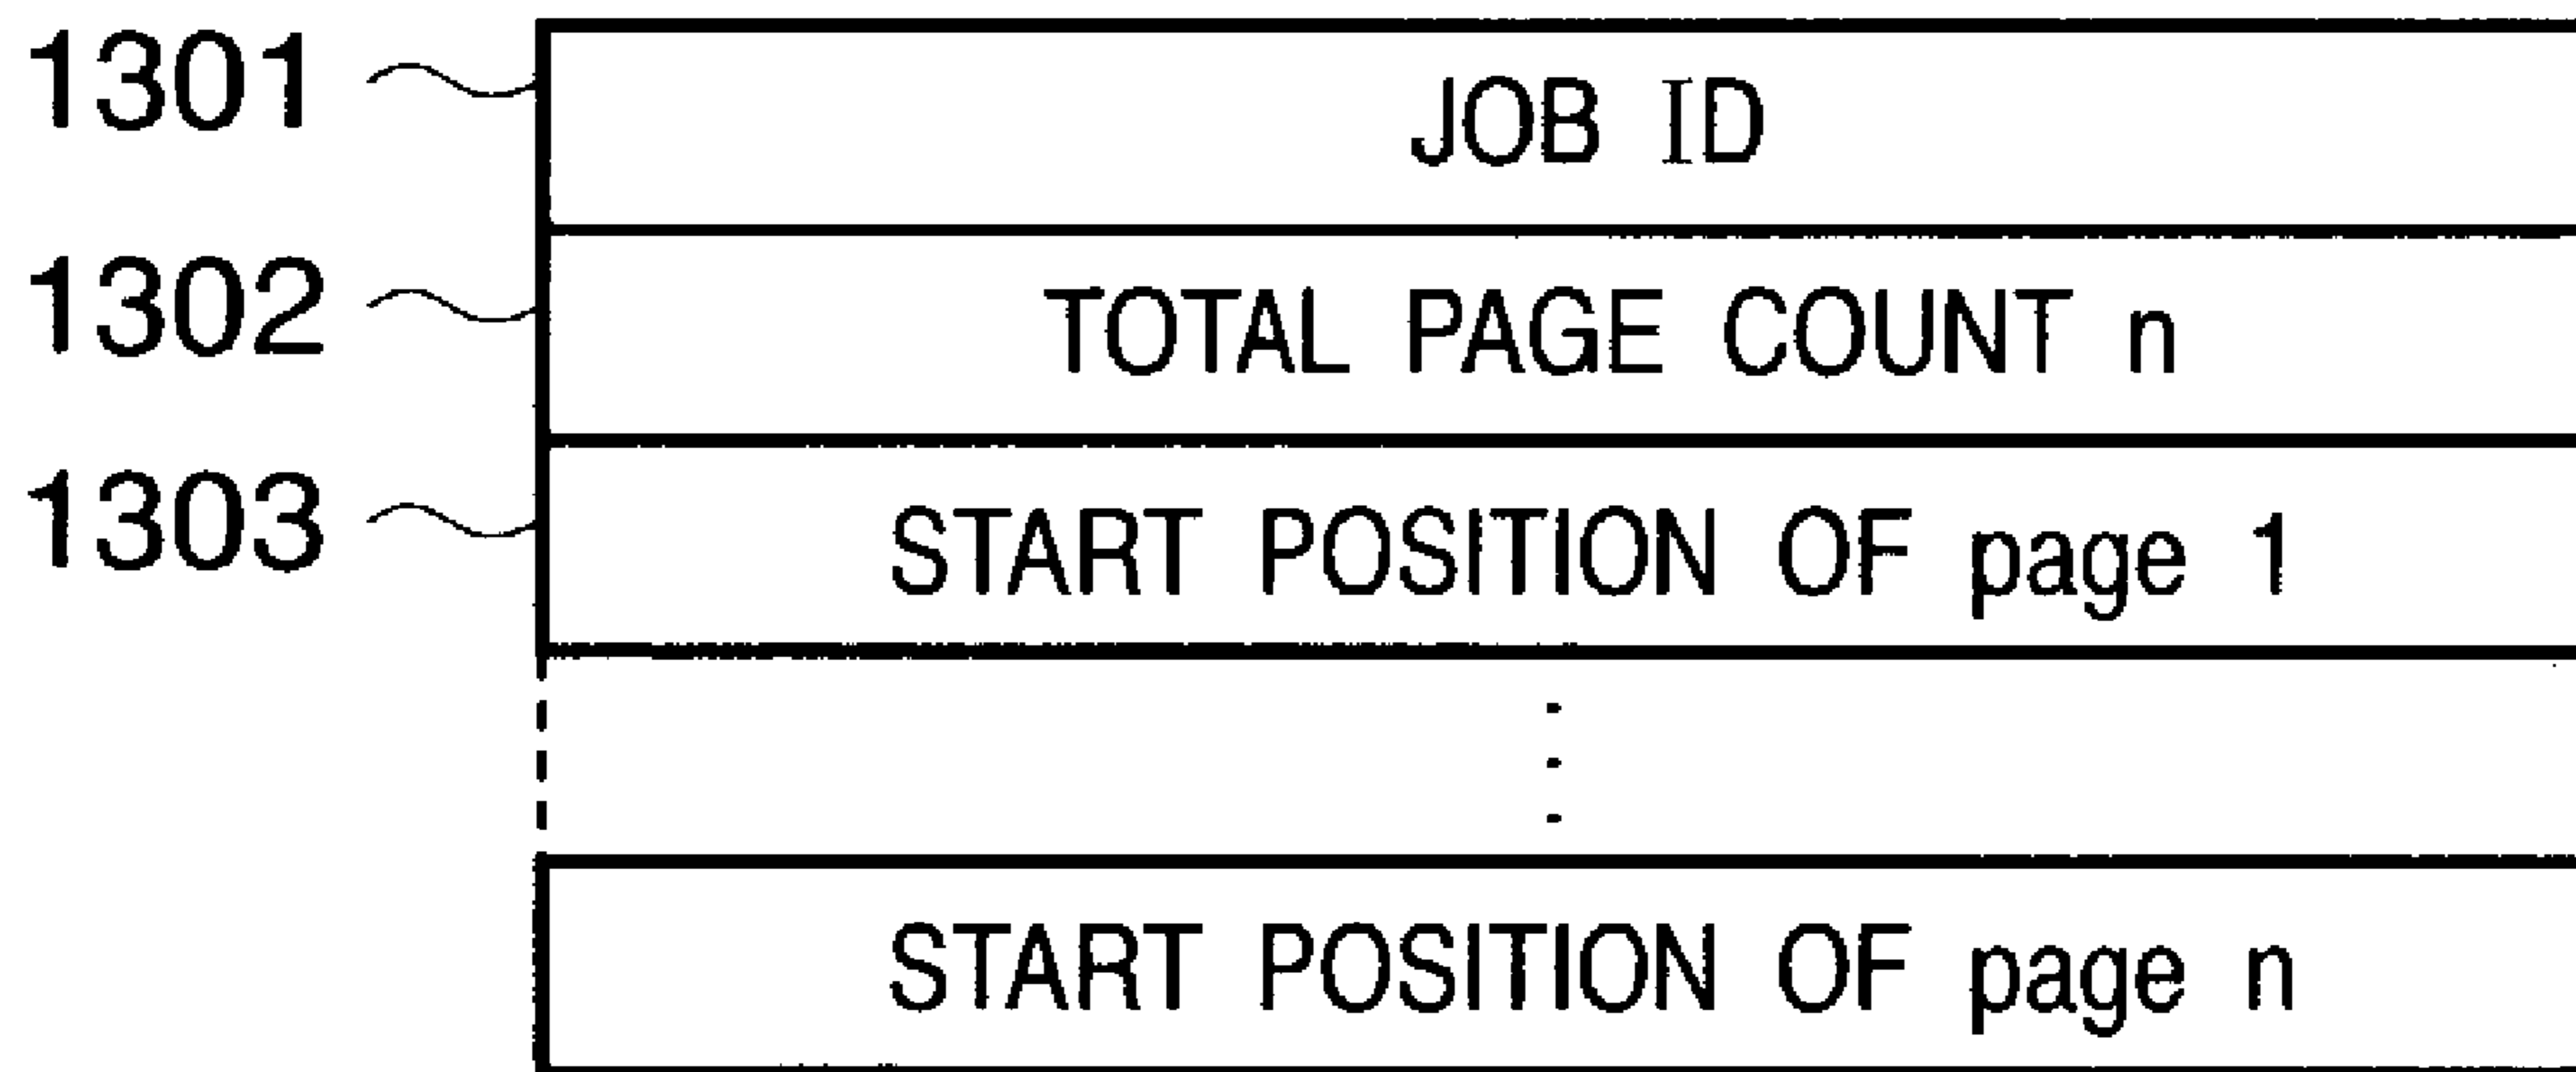 1301 JOB ID
1302 TOTAL PAGE COUNT n
1303 START POSITION OF page 1
START POSITION OF page n